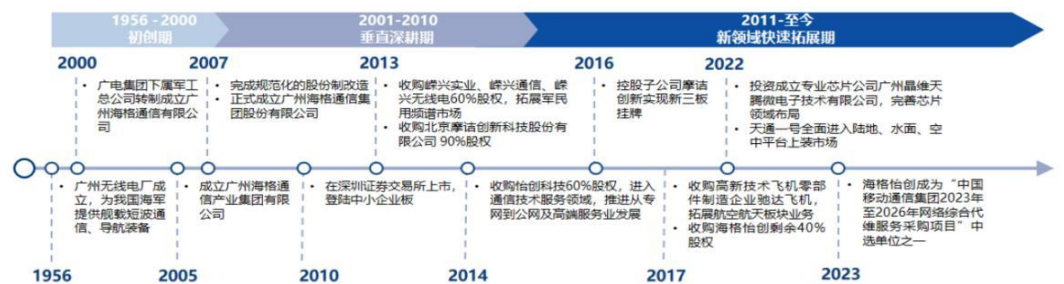 1956 - 2000
初创期
2001-2010
垂直深耕期
2011-至今
新领域快速拓展期
2000
• 广电集团下属军工
总公司转制成立广
州海格通信有限公
司
2007
• 完成规范化的股份制改造
• 正式成立广州海格通信集
团股份有限公司
2013
• 收购嵘兴实业、嵘兴通信、嵘
兴无线电60%股权，拓展军民
用频谱市场
• 收购北京摩诘创新科技股份有
限公司 90%股权
2016
• 控股子公司摩诘
创新实现新三板
挂牌
2022
• 投资成立专业芯片公司广州晶维天
腾微电子技术有限公司，完善芯片
领域布局
• 天通一号全面进入陆地、水面、空
中平台上装市场
• 广州无线电厂成
立，为我国海军
提供舰载短波通
信、导航装备
1956
• 成立广州海格通
信产业集团有限
公司
2005
• 在深圳证券交易所上市，
登陆中小企业板
2010
• 收购怡创科技60%股权，进入
通信技术服务领域，推进从专
网到公网及高端服务业发展
2014
• 收购高新技术飞机零部
件制造企业驰达飞机，
拓展航空航天板块业务
• 收购海格怡创剩余40%
股权
2017
• 海格怡创成为“中国
移动通信集团2023年
至2026年网络综合代
维服务采购项目”中
选单位之一
2023